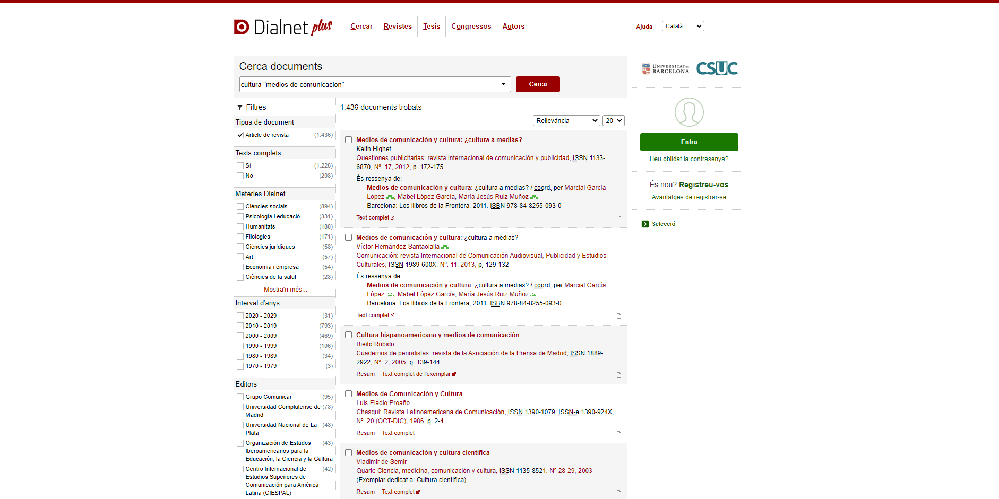 Dialnet plus
Cercar
Revistes
Tesis
Congressos
Autors
Ajuda
Català
Cerca documents
cultura "medios de comunicacion"
Cerca
UNIVERSITAT DE
BARCELONA
CSUC
Filtres
Tipus de document
Article de revista (1.436)
Texts complets
Sí (1.228)
No (208)
Matèries Dialnet
Ciències socials (894)
Psicologia i educació (331)
Humanitats (188)
Filologies (171)
Ciències jurídiques (58)
Art (57)
Economia i empresa (54)
Ciències de la salut (28)
Mostra'n més...
Interval d'anys
2020 - 2029 (31)
2010 - 2019 (793)
2000 - 2009 (469)
1990 - 1999 (106)
1980 - 1989 (34)
1970 - 1979 (3)
Editors
Grupo Comunicar (95)
Universidad Complutense de (78)
Madrid
Universidad Nacional de La (48)
Plata
Organización de Estados (43)
Iberoamericanos para la
Educación, la Ciencia y la Cultura
Centro Internacional de (42)
Estudios Superiores de
Comunicación para América
Latina (CIESPAL)
1.436 documents trobats
Rellevància
20
Medios de comunicación y cultura: ¿cultura a medias?
Keith Highet
Questiones publicitarias: revista internacional de comunicación y publicidad, ISSN 1133-
6870, Nº. 17, 2012, p. 172-175
És ressenya de:
Medios de comunicación y cultura: ¿cultura a medias? / coord. per Marcial García
López, Mabel López García, María Jesús Ruiz Muñoz
Barcelona: Los llibros de la Frontera, 2011. ISBN 978-84-8255-093-0
Text complet
Medios de comunicación y cultura: ¿cultura a medias?
Víctor Hernández-Santaolalla
Comunicación: revista Internacional de Comunicación Audiovisual, Publicidad y Estudios
Culturales, ISSN 1989-600X, Nº. 11, 2013, p. 129-132
És ressenya de:
Medios de comunicación y cultura: ¿cultura a medias? / coord. per Marcial García
López, Mabel López García, María Jesús Ruiz Muñoz
Barcelona: Los llibros de la Frontera, 2011. ISBN 978-84-8255-093-0
Text complet
Cultura hispanoamericana y medios de comunicación
Bieito Rubido
Cuadernos de periodistas: revista de la Asociación de la Prensa de Madrid, ISSN 1889-
2922, Nº. 2, 2005, p. 139-144
Resum Text complet de l'exemplar
Medios de Comunicación y Cultura
Luis Eladio Proaño
Chasqui: Revista Latinoamericana de Comunicación, ISSN 1390-1079, ISSN-e 1390-924X,
Nº. 20 (OCT-DIC), 1986, p. 2-4
Resum Text complet
Medios de comunicación y cultura científica
Vladimir de Semir
Quark: Ciencia, medicina, comunicación y cultura, ISSN 1135-8521, Nº 28-29, 2003
(Exemplar dedicat a: Cultura científica)
Resum Text complet
Entra
Heu oblidat la contrasenya?
És nou? Registreu-vos
Avantatges de registrar-se
Selecció